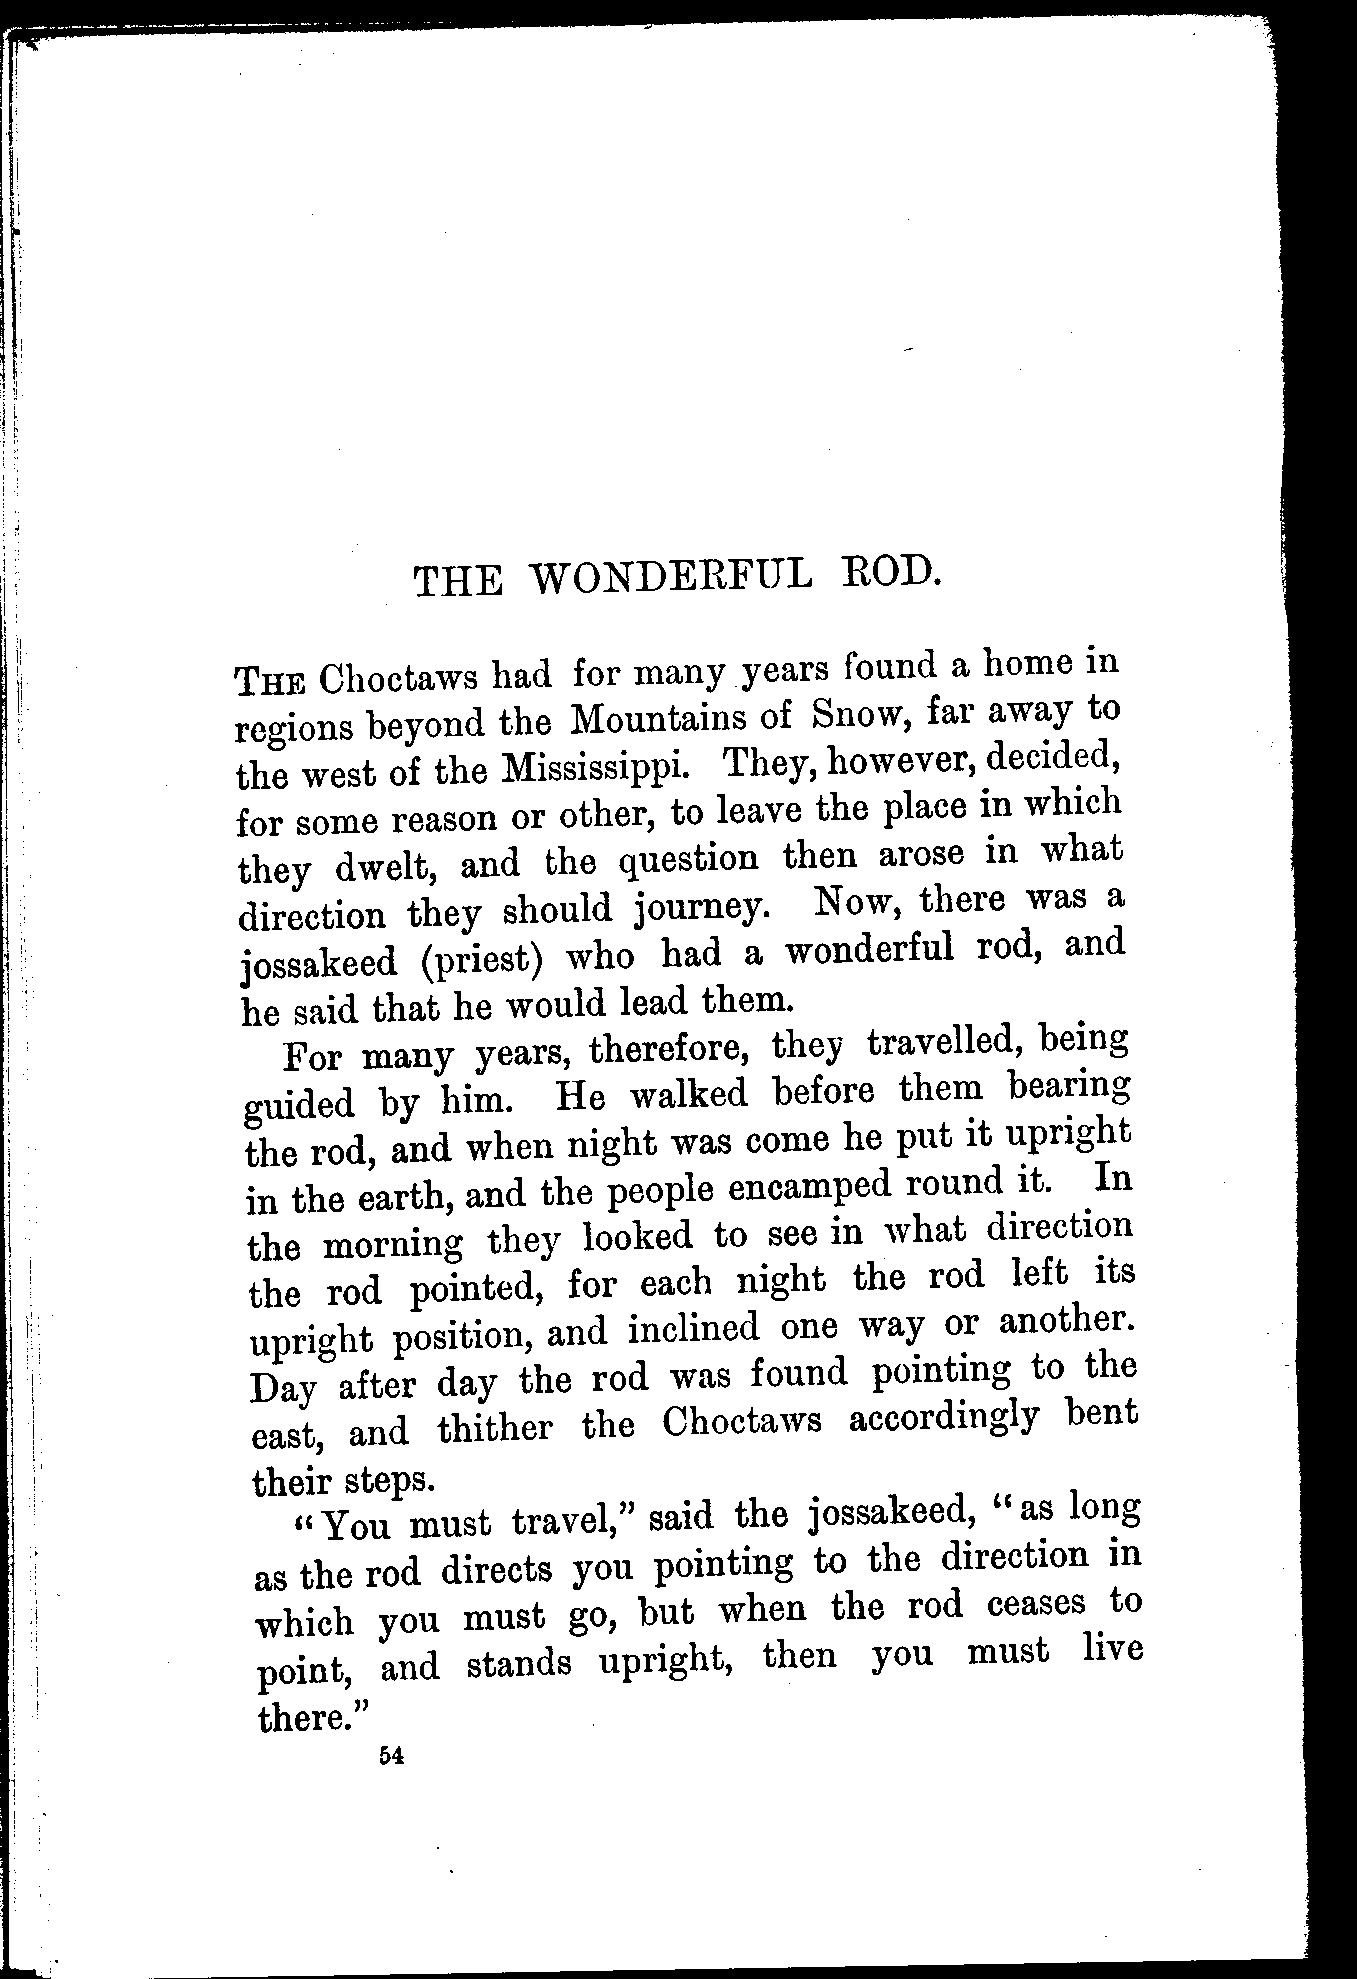 THE WONDERFUL ROD.
THE Choctaws had for many years found a home in
regions beyond the Mountains of Snow, far away to
the west of the Mississippi. They, however, decided,
for some reason or other, to leave the place in which
they dwelt, and the question then arose in what
direction they should journey. Now, there was a
jossakeed (priest) who had a wonderful rod, and
he said that he would lead them.
For many years, therefore, they travelled, being
guided by him. He walked before them bearing
the rod, and when night was come he put it upright
in the earth, and the people encamped round it. In
the morning they looked to see in what direction
the rod pointed, for each night the rod left its
upright position, and inclined one way or another.
Day after day the rod was found pointing to the
east, and thither the Choctaws accordingly bent
their steps.
“You must travel,” said the jossakeed, “as long
as the rod directs you pointing to the direction in
which you must go, but when the rod ceases to
point, and stands upright, then you must live
there.”
54